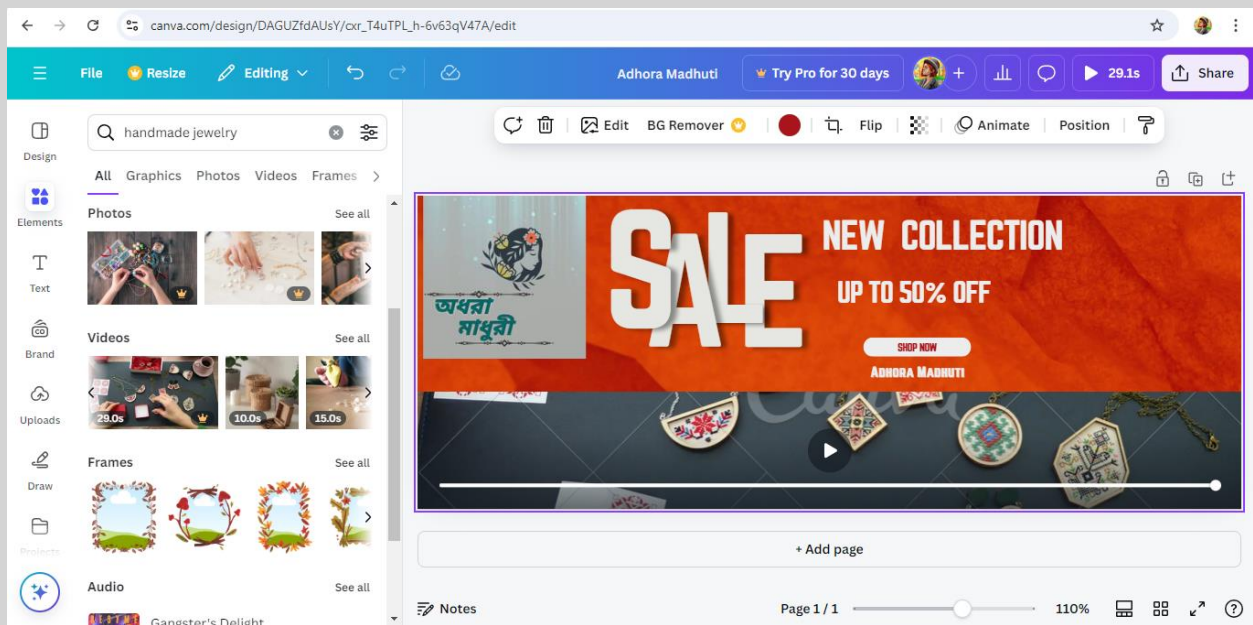 canva.com/design/DAGUZfdAUsY/cxr_T4uTPL_h-6v63qV47A/edit
File Resize Editing Adhora Madhuti Try Pro for 30 days + 29.1s Share
Design
Elements
Text
Brand
Uploads
Draw
Projects
handmade jewelry
All Graphics Photos Videos Frames
Photos See all
Videos See all
29.0s 10.0s 15.0s
Frames See all
Audio See all
Gangster's Delight
Edit BG Remover Flip Animate Position
অধরা
মাধুরী
SALE
NEW COLLECTION
UP TO 50% OFF
SHOP NOW
ADHORA MADHUTI
Canva
+ Add page
Notes Page 1 / 1 110%